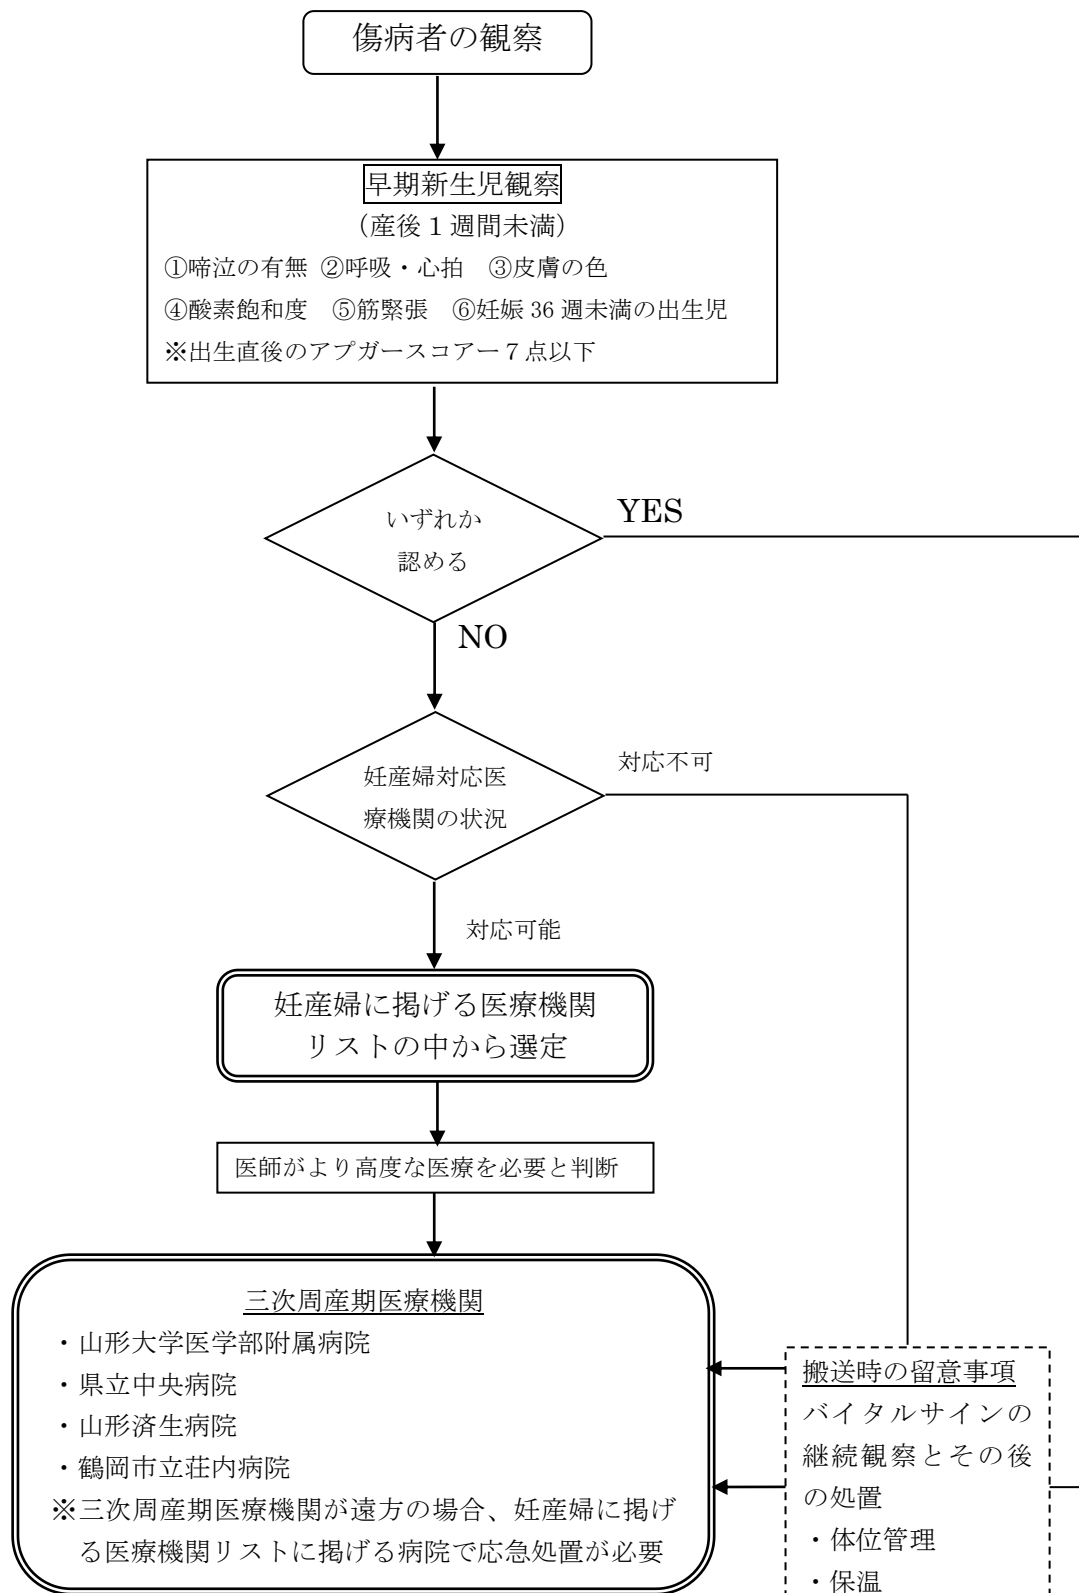 傷病者の観察
早期新生児観察
（産後１週間未満）
①啼泣の有無 ②呼吸・心拍　③皮膚の色
④酸素飽和度　⑤筋緊張　⑥妊娠 36 週未満の出生児
※出生直後のアプガースコアー７点以下
いずれか
認める
YES
NO
妊産婦対応医
療機関の状況
対応不可
対応可能
妊産婦に掲げる医療機関
リストの中から選定
医師がより高度な医療を必要と判断
三次周産期医療機関
・山形大学医学部附属病院
・県立中央病院
・山形済生病院
・鶴岡市立荘内病院
※三次周産期医療機関が遠方の場合、妊産婦に掲げ
る医療機関リストに掲げる病院で応急処置が必要
搬送時の留意事項
バイタルサインの
継続観察とその後
の処置
・体位管理
・保温